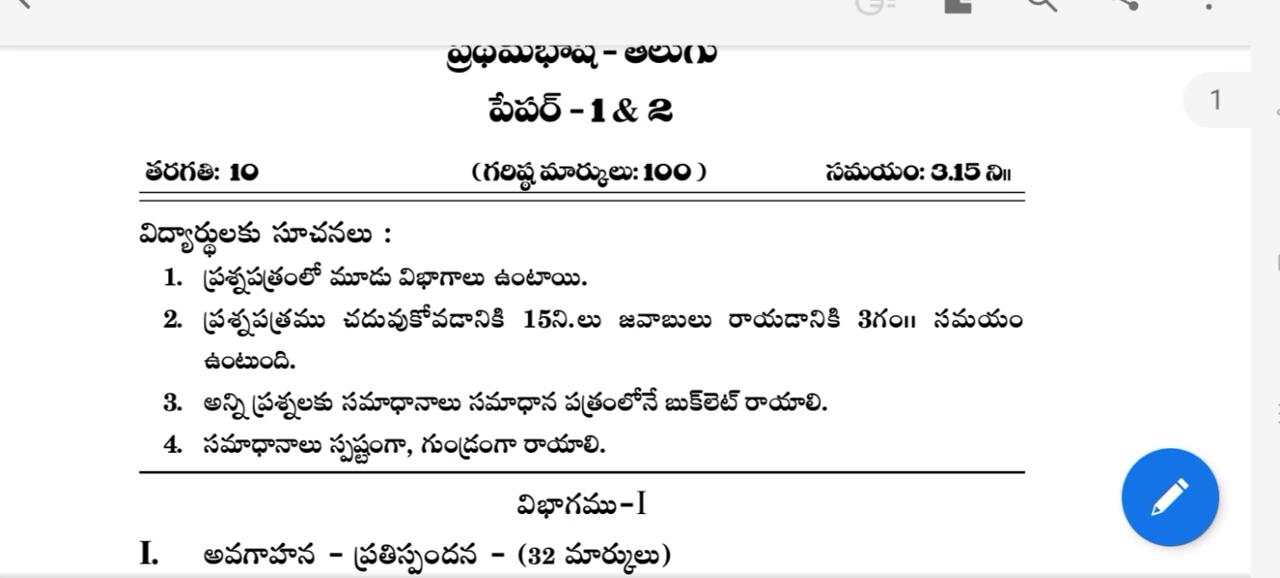 ప్రథమభాష - తెలుగు
పేపర్ - 1 & 2
1
తరగతి: 10 (గరిష్ఠ మార్కులు: 100 ) సమయం: 3.15 ని॥
విద్యార్థులకు సూచనలు :
1. ప్రశ్నపత్రంలో మూడు విభాగాలు ఉంటాయి.
2. ప్రశ్నపత్రము చదువుకోవడానికి 15ని.లు జవాబులు రాయడానికి 3గం॥ సమయం
ఉంటుంది.
3. అన్ని ప్రశ్నలకు సమాధానాలు సమాధాన పత్రంలోనే బుక్‌లెట్ రాయాలి.
4. సమాధానాలు స్పష్టంగా, గుండ్రంగా రాయాలి.
విభాగము-I
I. అవగాహన - ప్రతిస్పందన - (32 మార్కులు)